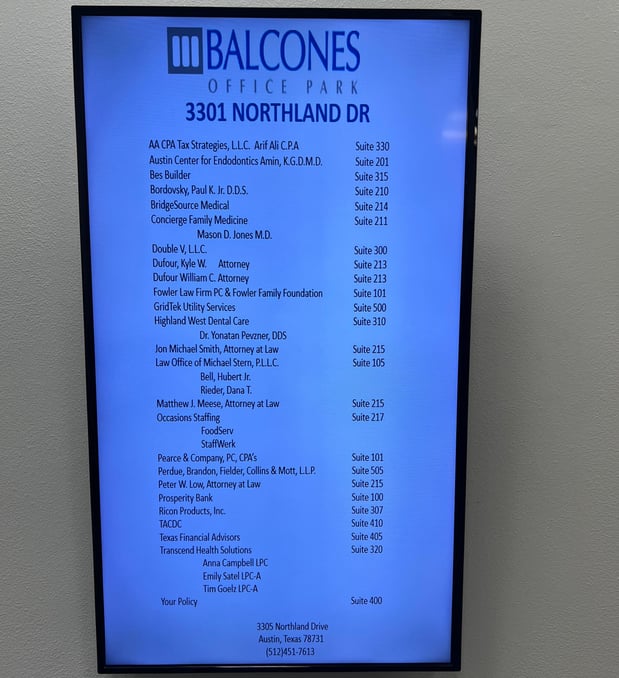 BALCONES
OFFICE PARK
3301 NORTHLAND DR
AA CPA Tax Strategies, L.L.C. Arif Ali C.P.A Suite 330
Austin Center for Endodontics Amin, K.G.D.M.D. Suite 201
Bes Builder Suite 315
Bordovsky, Paul K. Jr. D.D.S. Suite 210
BridgeSource Medical Suite 214
Concierge Family Medicine Suite 211
Mason D. Jones M.D.
Double V, L.L.C. Suite 300
Dufour, Kyle W. Attorney Suite 213
Dufour William C. Attorney Suite 213
Fowler Law Firm PC & Fowler Family Foundation Suite 101
GridTek Utility Services Suite 500
Highland West Dental Care Suite 310
Dr. Yonatan Pevzner, DDS
Jon Michael Smith, Attorney at Law Suite 215
Law Office of Michael Stern, P.L.L.C. Suite 105
Bell, Hubert Jr.
Rieder, Dana T.
Matthew J. Meese, Attorney at Law Suite 215
Occasions Staffing Suite 217
FoodServ
StaffWerk
Pearce & Company, PC, CPA's Suite 101
Perdue, Brandon, Fielder, Collins & Mott, L.L.P. Suite 505
Peter W. Low, Attorney at Law Suite 215
Prosperity Bank Suite 100
Ricon Products, Inc. Suite 307
TACDC Suite 410
Texas Financial Advisors Suite 405
Transcend Health Solutions Suite 320
Anna Campbell LPC
Emily Satel LPC-A
Tim Goelz LPC-A
Your Policy Suite 400
3305 Northland Drive
Austin, Texas 78731
(512)451-7613